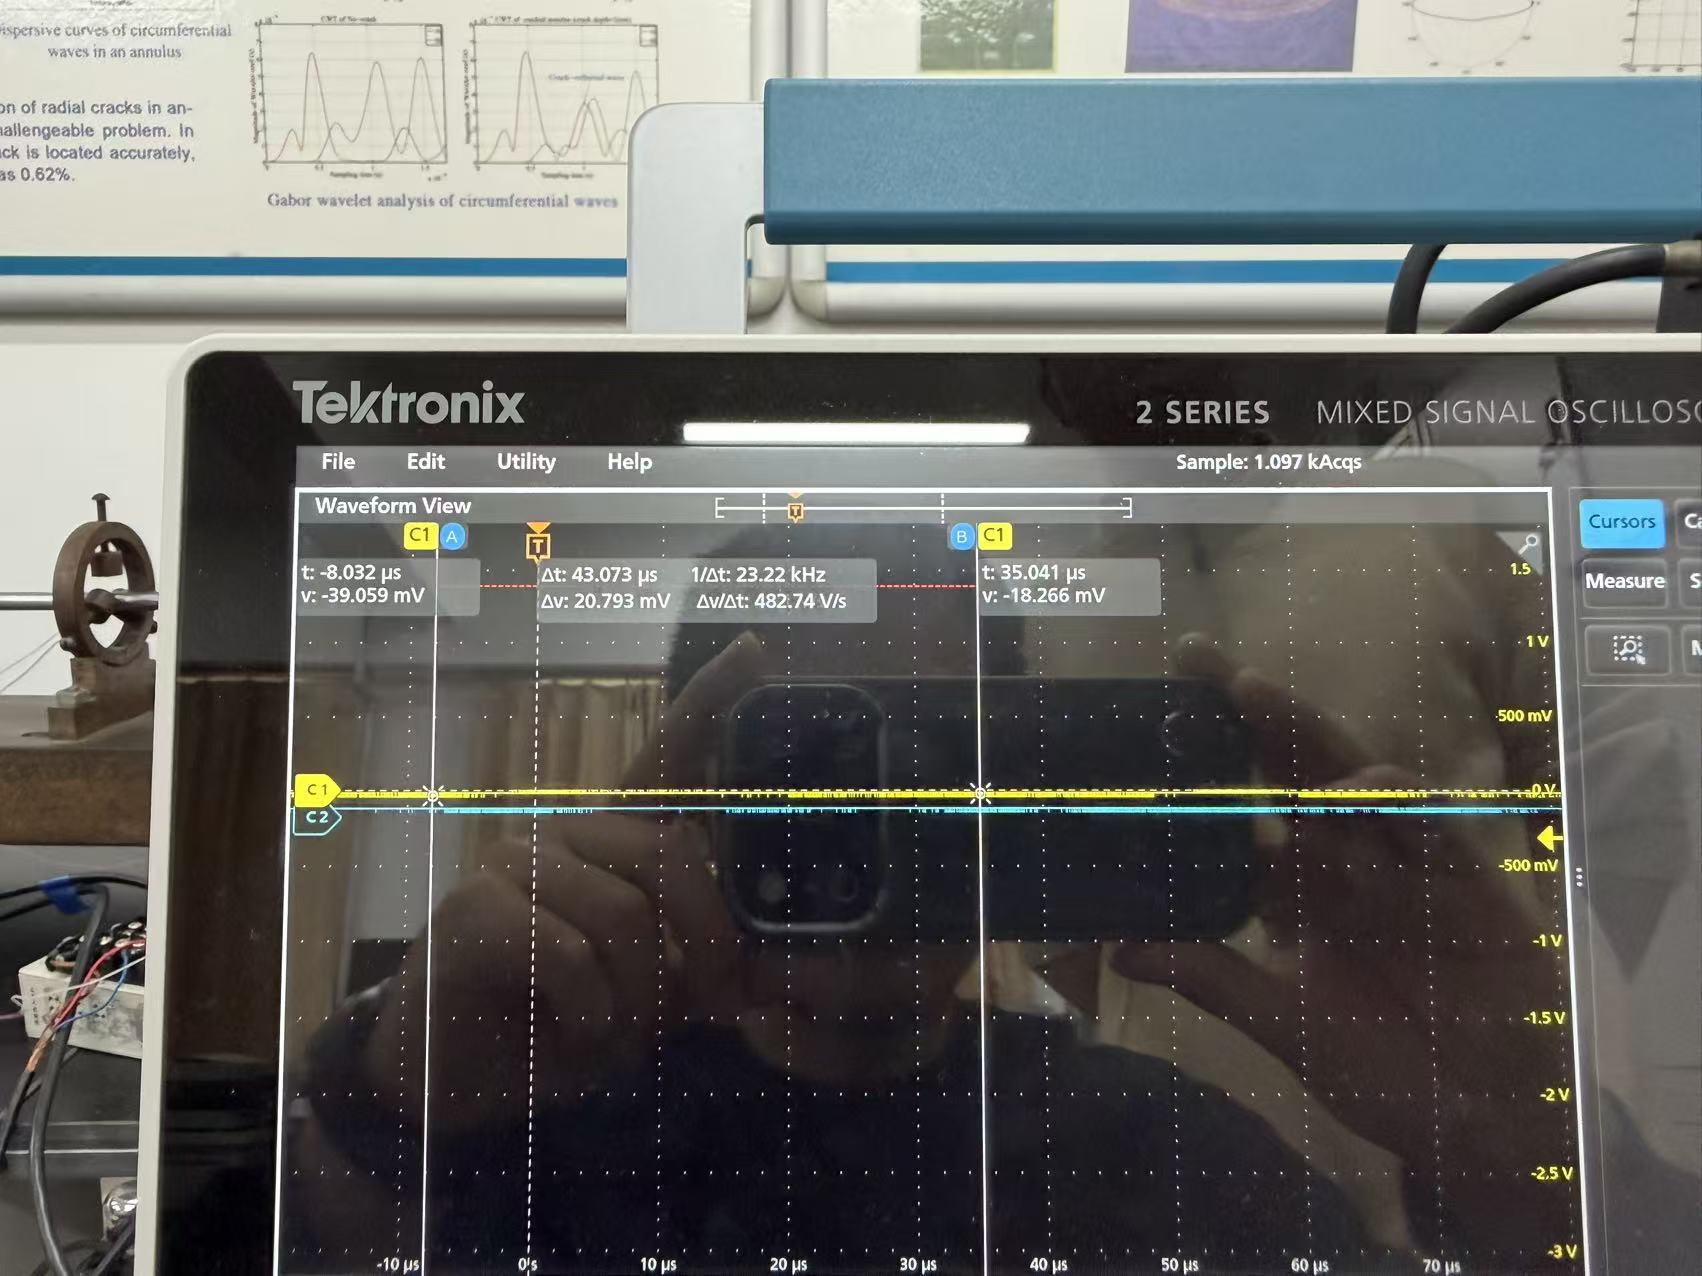 ispersive curves of circumferential
waves in an annulus
on of radial cracks in an-
hallengeable problem. In
ck is located accurately,
as 0.62%.
CWT of No-crack
Gabor wavelet analysis of circumferential waves
Tektronix
2 SERIES MIXED SIGNAL OSCILLOSC
File Edit Utility Help
Sample: 1.097 kAcqs
Waveform View
T
Cursors Ca
C1 A
T
B C1
t: -8.032 µs
v: -39.059 mV
Δt: 43.073 µs 1/Δt: 23.22 kHz
Δv: 20.793 mV Δv/Δt: 482.74 V/s
t: 35.041 µs
v: -18.266 mV
1.5
Measure S
1 V
M
500 mV
C1
0 V
C2
-500 mV
-1 V
-1.5 V
-2 V
-2.5 V
-3 V
-10 µs 0 s 10 µs 20 µs 30 µs 40 µs 50 µs 60 µs 70 µs